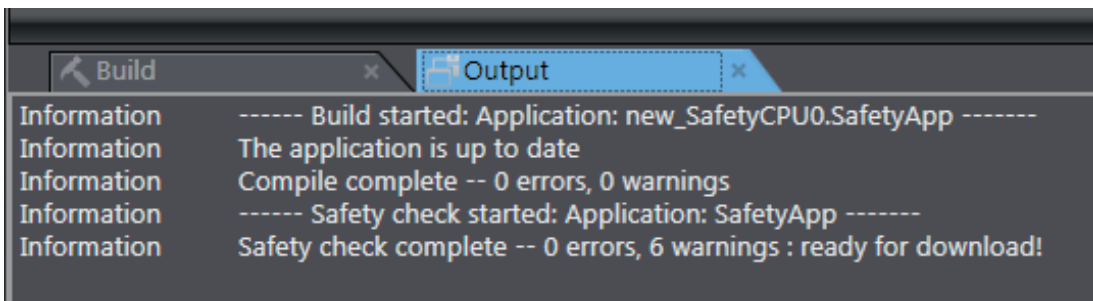 Build
Output
Information ------ Build started: Application: new_SafetyCPU0.SafetyApp -------
Information The application is up to date
Information Compile complete -- 0 errors, 0 warnings
Information ------ Safety check started: Application: SafetyApp -------
Information Safety check complete -- 0 errors, 6 warnings : ready for download!